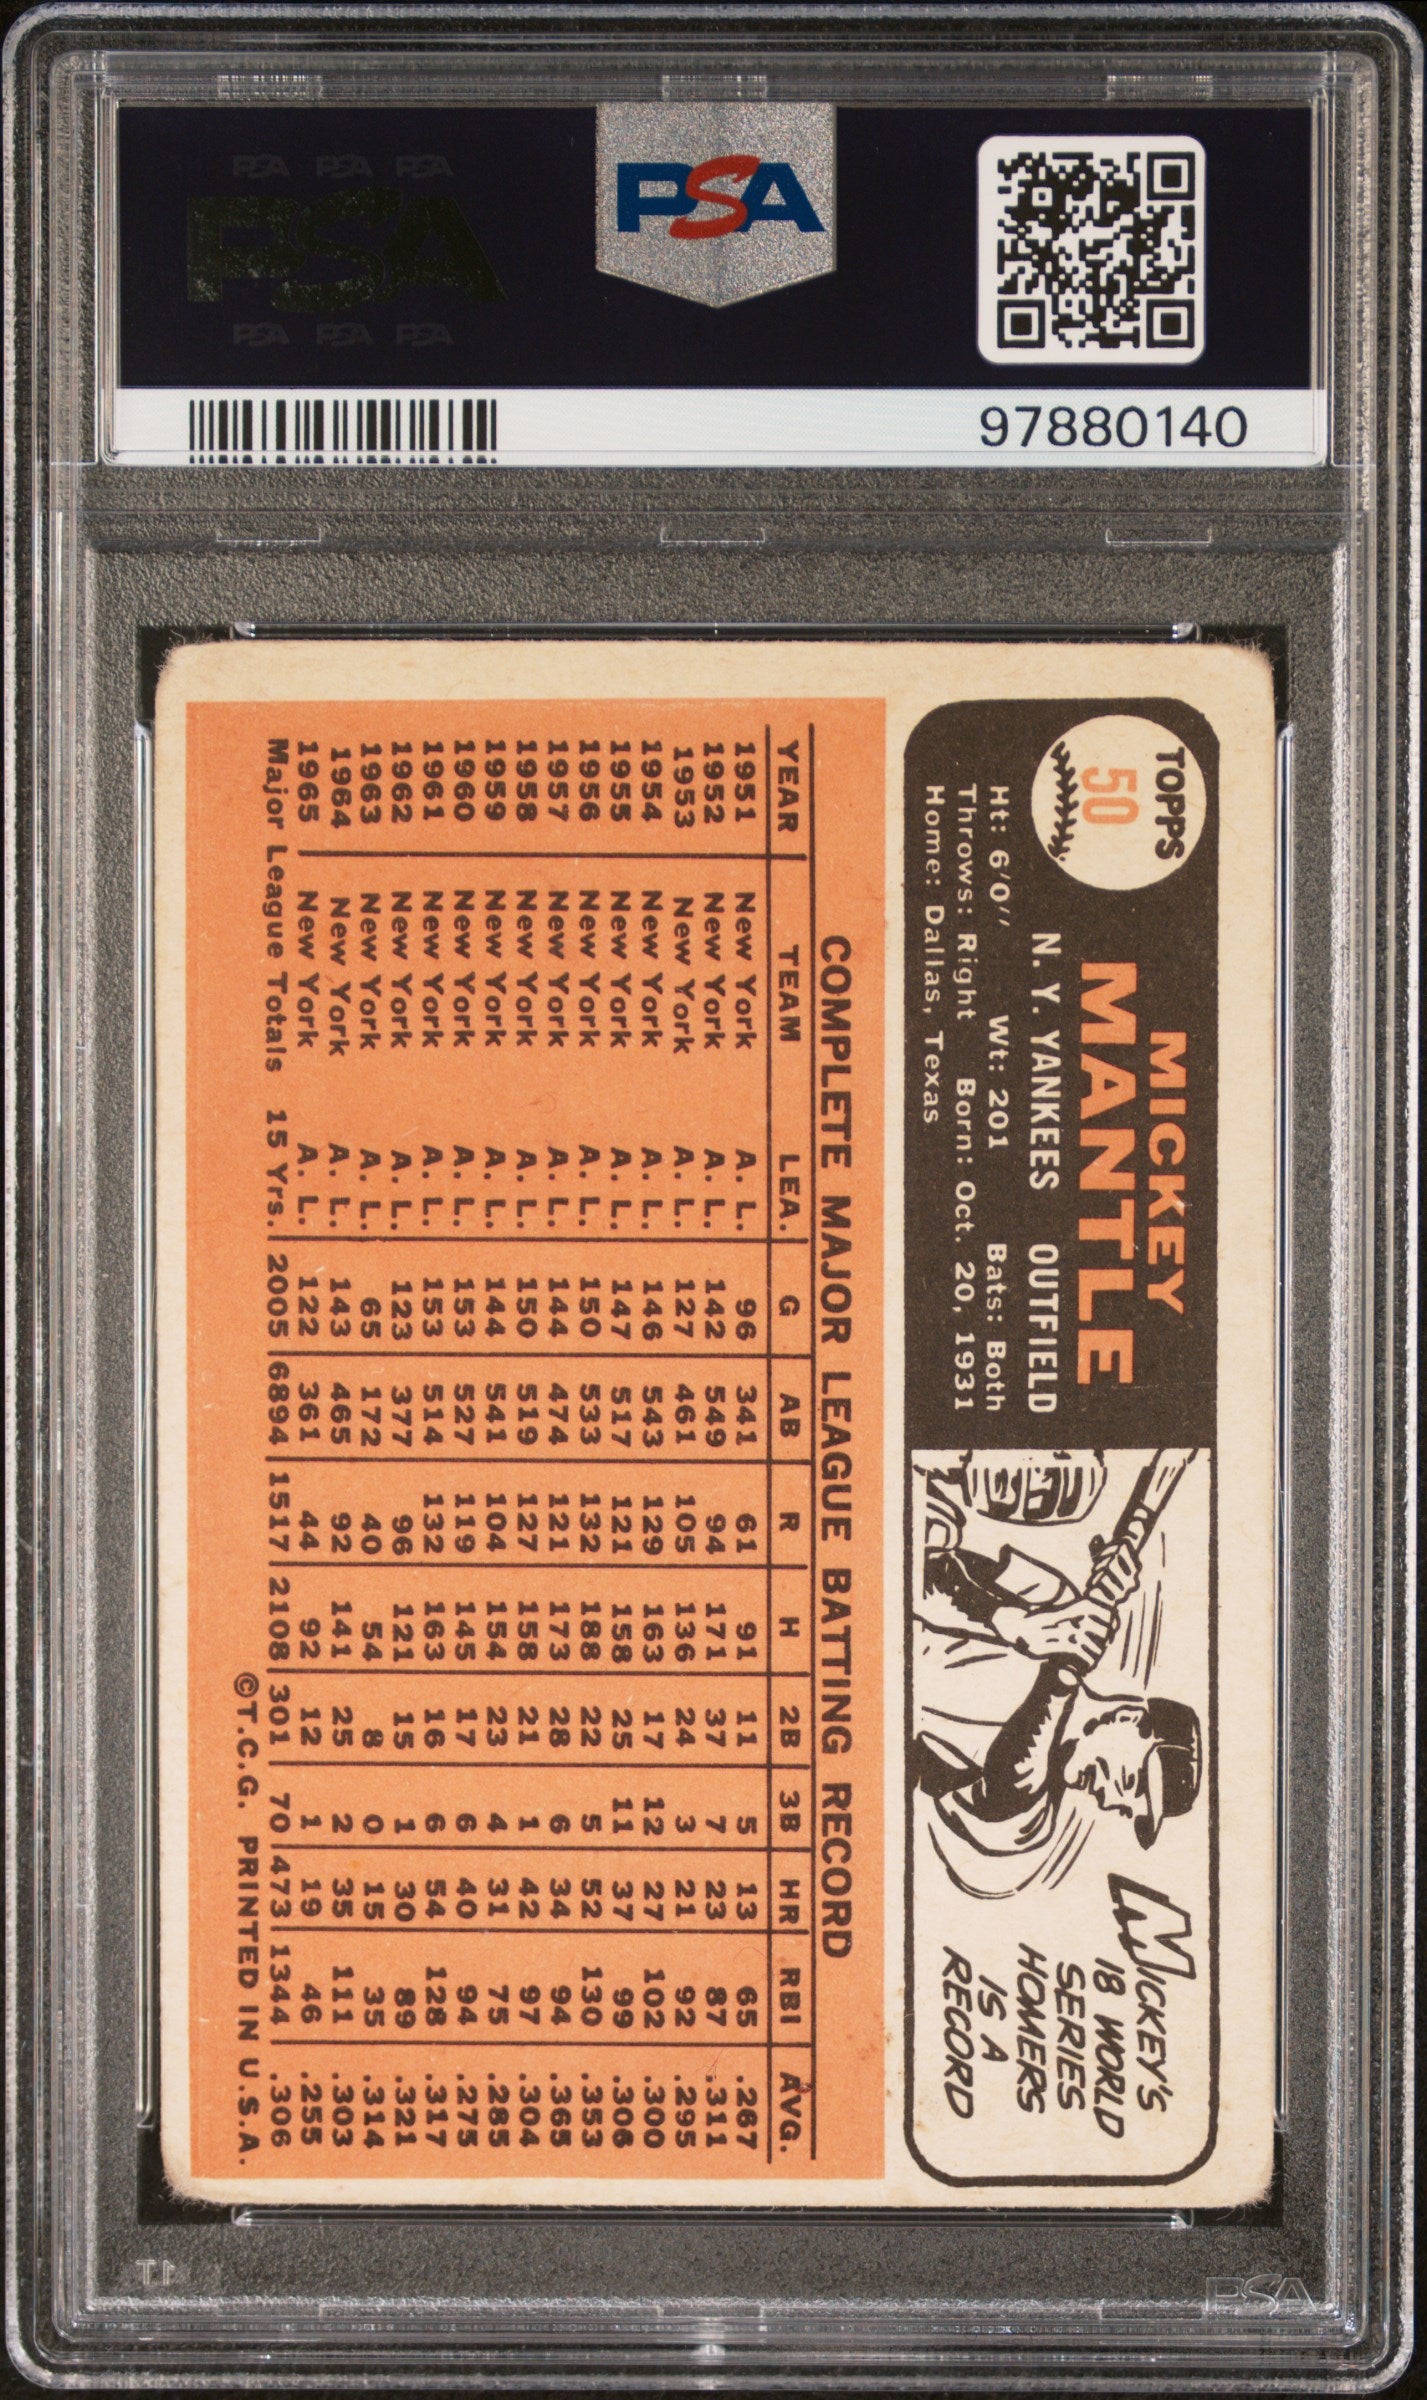 PSA PSA PSA
PSA
PSA PSA PSA
PSA
97880140
TOPPS
50
MICKEY
MANTLE
N. Y. YANKEES OUTFIELD
Ht: 6'0'' Wt: 201 Bats: Both
Throws: Right Born: Oct. 20, 1931
Home: Dallas, Texas
MICKEY'S
18 WORLD
SERIES
HOMERS
IS A
RECORD
COMPLETE MAJOR LEAGUE BATTING RECORD
YEAR TEAM LEA. G AB R H 2B 3B HR RBI AVG.
1951 New York A. L. 96 341 61 91 11 5 13 65 .267
1952 New York A. L. 142 549 94 171 37 7 23 87 .311
1953 New York A. L. 127 461 105 136 24 3 21 92 .295
1954 New York A. L. 146 543 129 163 17 12 27 102 .300
1955 New York A. L. 147 517 121 158 25 11 37 99 .306
1956 New York A. L. 150 533 132 188 22 5 52 130 .353
1957 New York A. L. 144 474 121 173 28 6 34 94 .365
1958 New York A. L. 150 519 127 158 21 1 42 97 .304
1959 New York A. L. 144 541 104 154 23 4 31 75 .285
1960 New York A. L. 153 527 119 145 17 6 40 94 .275
1961 New York A. L. 153 514 132 163 16 6 54 128 .317
1962 New York A. L. 123 377 96 121 15 1 30 89 .321
1963 New York A. L. 65 172 40 54 8 0 15 35 .314
1964 New York A. L. 143 465 92 141 25 2 35 111 .303
1965 New York A. L. 122 361 44 92 12 1 19 46 .255
Major League Totals 15 Yrs. 2005 6894 1517 2108 301 70 473 1344 .306
©T.C.G. PRINTED IN U.S.A.
PSA